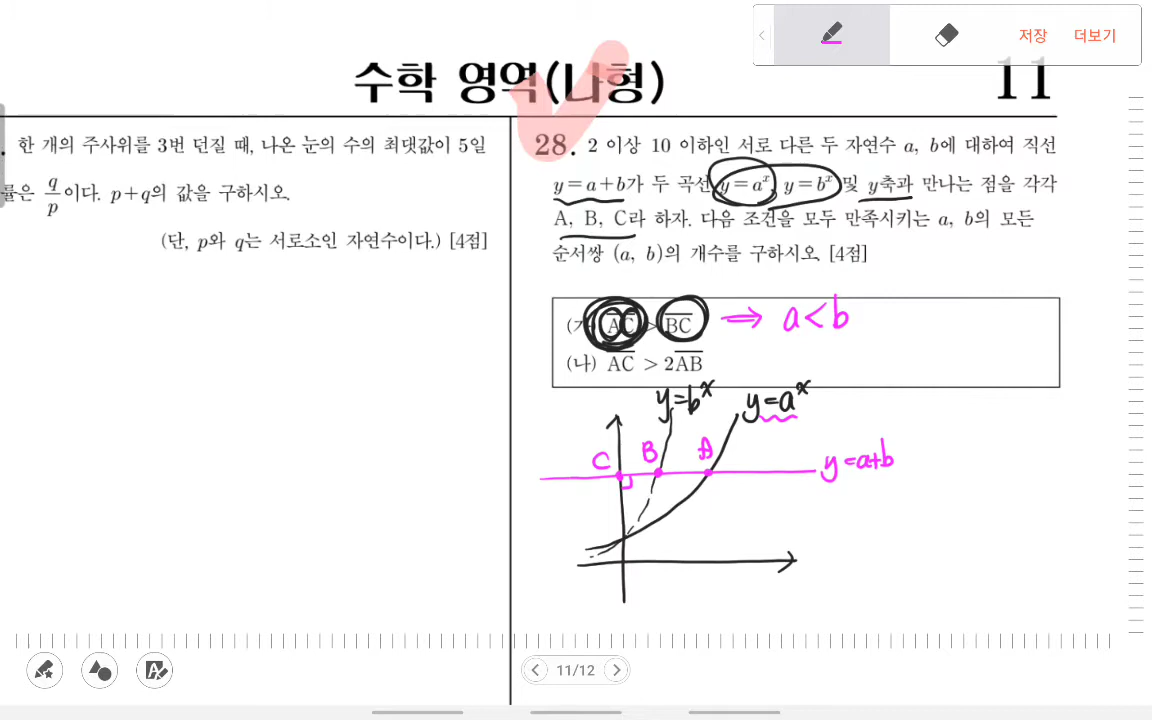 저장 더보기
수학 영역(나형) 11
. 한 개의 주사위를 3번 던질 때, 나온 눈의 수의 최댓값이 5일
률은 q/p이다. p+q의 값을 구하시오.
(단, p와 q는 서로소인 자연수이다.) [4점]
28. 2 이상 10 이하인 서로 다른 두 자연수 a, b에 대하여 직선
y=a+b가 두 곡선 y=a^x, y=b^x 및 y축과 만나는 점을 각각
A, B, C라 하자. 다음 조건을 모두 만족시키는 a, b의 모든
순서쌍 (a, b)의 개수를 구하시오. [4점]
(가) AC > BC ⇒ a<b
(나) AC > 2AB
y=b^x y=a^x
C B A y=a+b
11/12